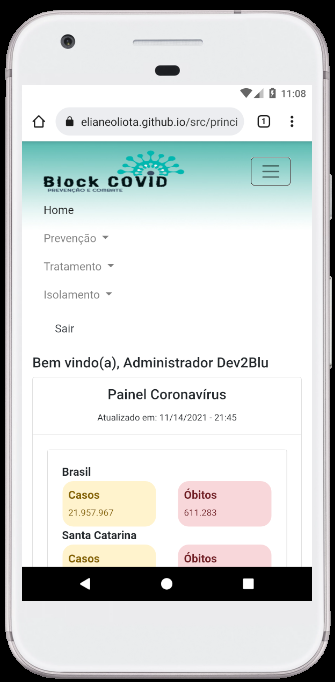 11:08
elianeoliota.github.io/src/princi
1
Block COVID
PREVENÇÃO E COMBATE
Home
Prevenção
Tratamento
Isolamento
Sair
Bem vindo(a), Administrador Dev2Blu
Painel Coronavírus
Atualizado em: 11/14/2021 - 21:45
Brasil
Casos Óbitos
21.957.967 611.283
Santa Catarina
Casos Óbitos